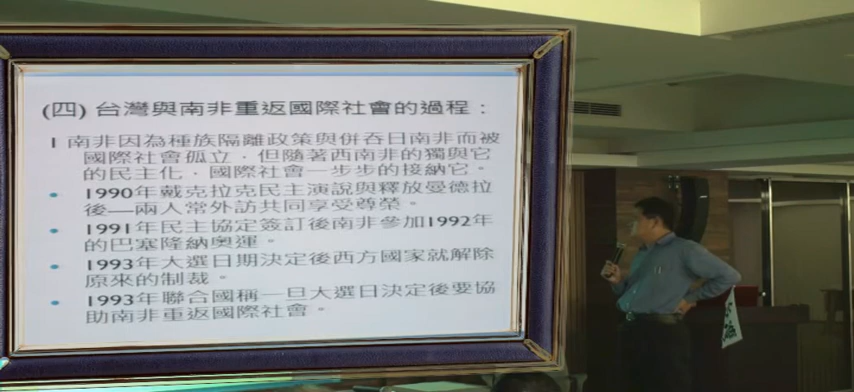 (四) 台灣與南非重返國際社會的過程：
l 南非因為種族隔離政策與併吞日南非而被
國際社會孤立．但隨著西南非的獨與它
的民主化．國際社會一步步的接納它。
• 1990年戴克拉克民主演說與釋放曼德拉
後—兩人常外訪共同享受尊榮。
• 1991年民主協定簽訂後南非參加1992年
的巴塞隆納奧運。
• 1993年大選日期決定後西方國家就解除
原來的制裁。
• 1993年聯合國稱一旦大選日決定後要協
助南非重返國際社會。